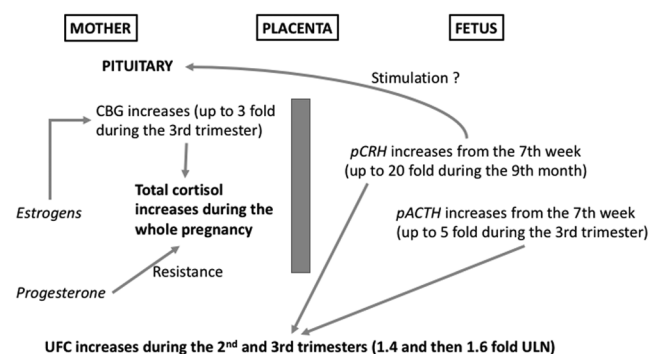 MOTHER
PLACENTA
FETUS
PITUITARY
Stimulation ?
CBG increases (up to 3 fold
during the 3rd trimester)
pCRH increases from the 7th week
(up to 20 fold during the 9th month)
Total cortisol
increases during the
whole pregnancy
Estrogens
pACTH increases from the 7th week
(up to 5 fold during the 3rd trimester)
Resistance
Progesterone
UFC increases during the 2nd and 3rd trimesters (1.4 and then 1.6 fold ULN)